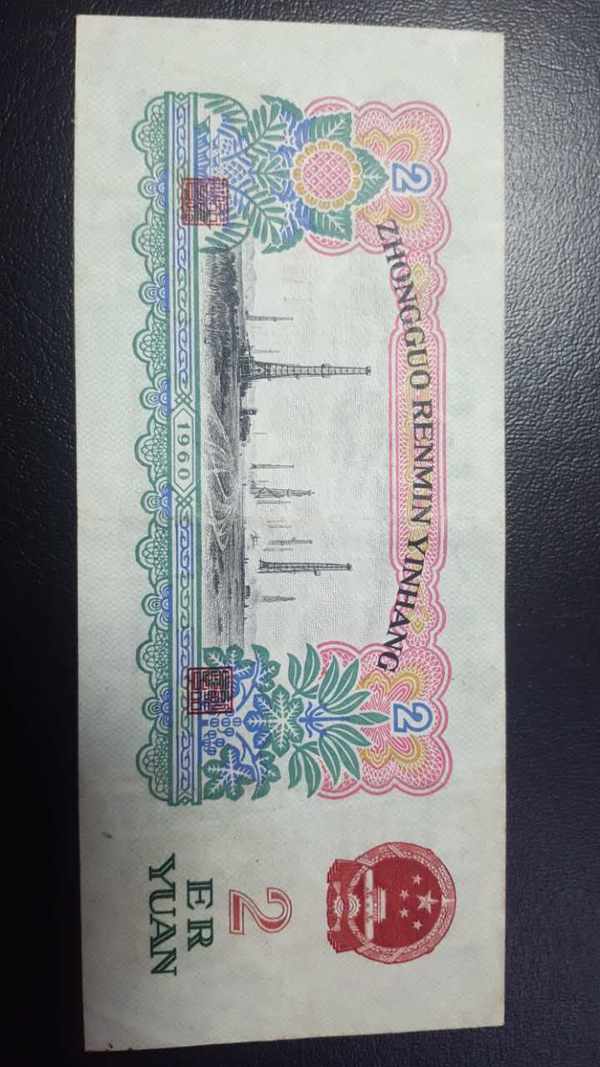 ZHONGGUO RENMIN YINHANG
2
2
1960
2
ER
YUAN